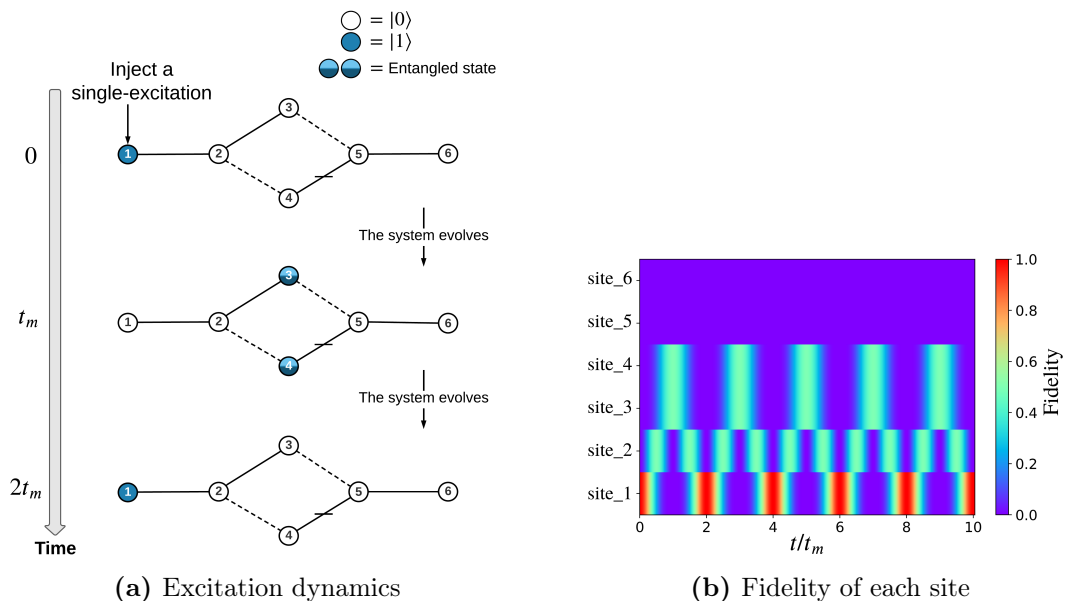 = |0⟩
= |1⟩
= Entangled state
Inject a
single-excitation
0
1
2
3
4
5
6
The system evolves
t_m
1
2
3
4
5
6
The system evolves
2t_m
1
2
3
4
5
6
Time
(a) Excitation dynamics
site_6
site_5
site_4
site_3
site_2
site_1
0 2 4 6 8 10
t/t_m
1.0
0.8
0.6
0.4
0.2
0.0
Fidelity
(b) Fidelity of each site